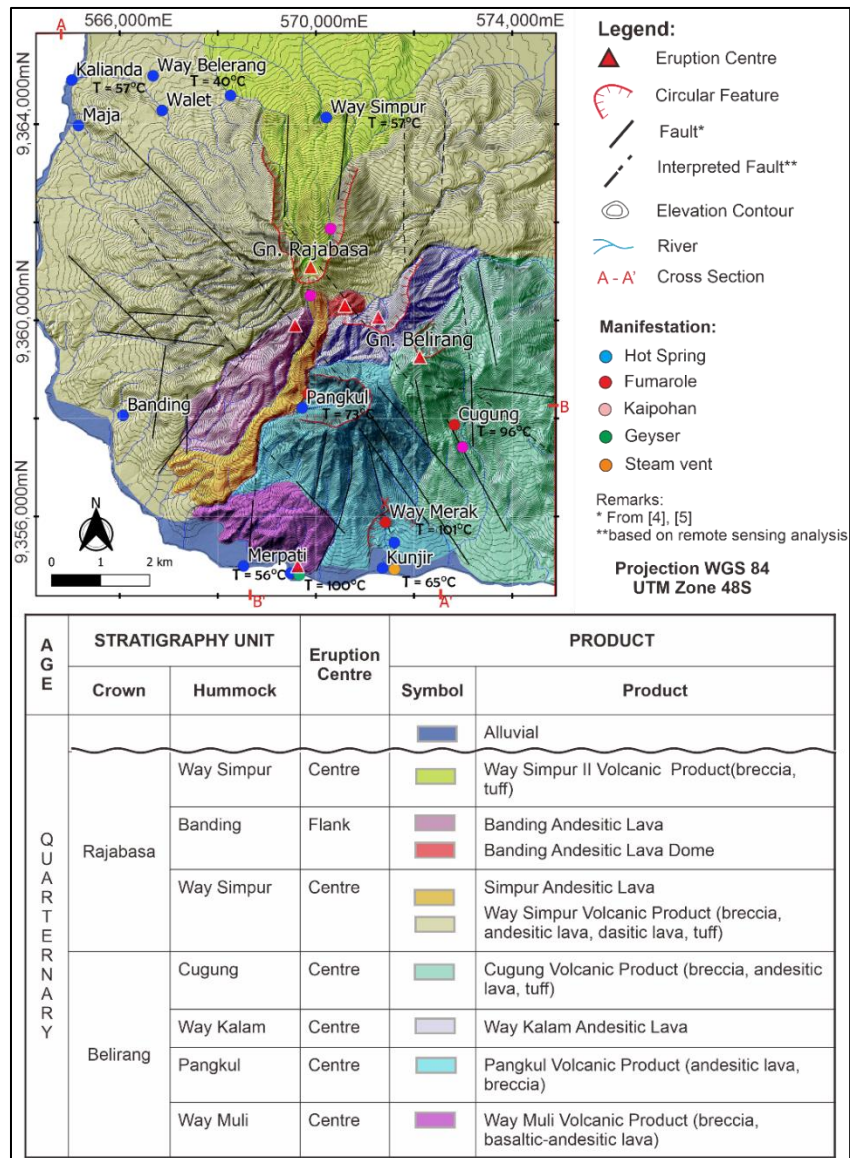 A
566,000mE
570,000mE
574,000mE
Kalianda
Way Belerang
T = 57°C
T = 40°C
Walet
Way Simpur
T = 57°C
Maja
9,364,000mN
Gn. Rajabasa
9,360,000mN
Gn. Belirang
Banding
Pangkul
T = 73°C
Cugung
T = 96°C
B
N
9,356,000mN
Way Merak
T = 101°C
0 1 2 km
Merpati
Kunjir
T = 56°C
T = 100°C
T = 65°C
B'
A'
Legend:
Eruption Centre
Circular Feature
Fault*
Interpreted Fault**
Elevation Contour
River
A - A' Cross Section
Manifestation:
Hot Spring
Fumarole
Kaipohan
Geyser
Steam vent
Remarks:
* From [4], [5]
**based on remote sensing analysis
Projection WGS 84
UTM Zone 48S
AGE
STRATIGRAPHY UNIT
Eruption
Centre
PRODUCT
Crown
Hummock
Symbol
Product
QUARTERNARY
Alluvial
Rajabasa
Way Simpur
Centre
Way Simpur II Volcanic Product(breccia,
tuff)
Banding
Flank
Banding Andesitic Lava
Banding Andesitic Lava Dome
Way Simpur
Centre
Simpur Andesitic Lava
Way Simpur Volcanic Product (breccia,
andesitic lava, dasitic lava, tuff)
Belirang
Cugung
Centre
Cugung Volcanic Product (breccia, andesitic
lava, tuff)
Way Kalam
Centre
Way Kalam Andesitic Lava
Pangkul
Centre
Pangkul Volcanic Product (andesitic lava,
breccia)
Way Muli
Centre
Way Muli Volcanic Product (breccia,
basaltic-andesitic lava)